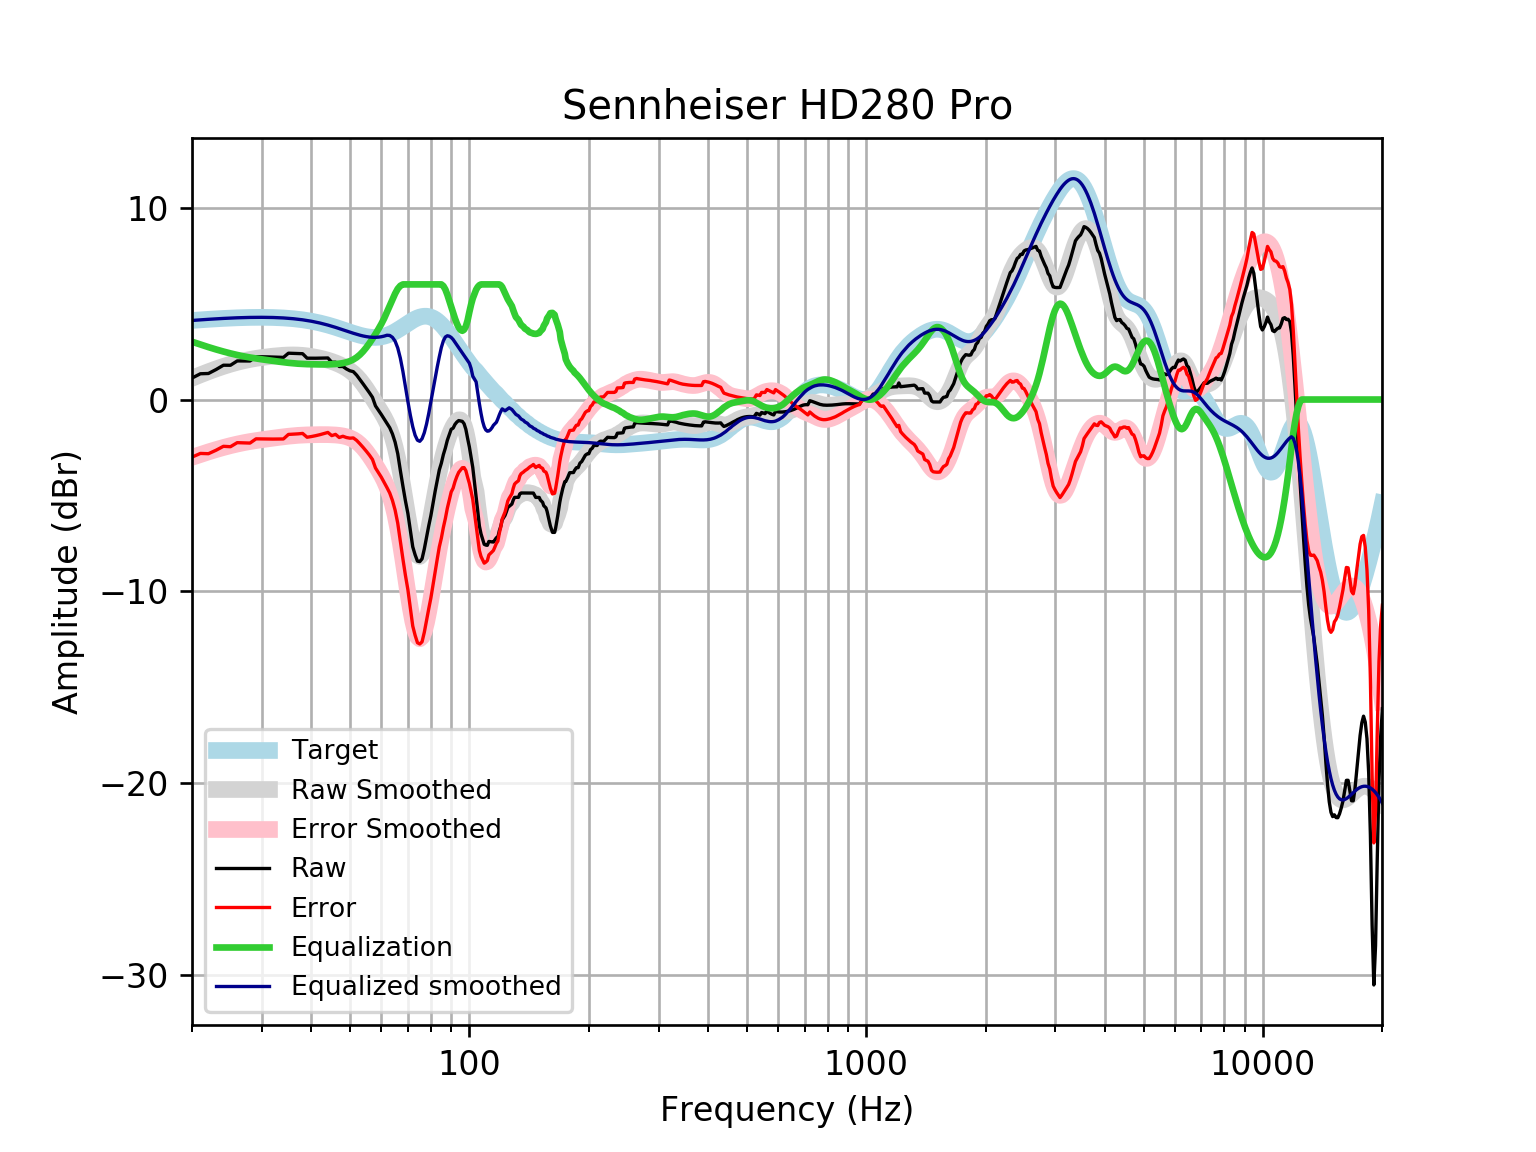 Sennheiser HD280 Pro
Amplitude (dBr)
10
0
−10
−20
−30
Target
Raw Smoothed
Error Smoothed
Raw
Error
Equalization
Equalized smoothed
100 1000 10000
Frequency (Hz)